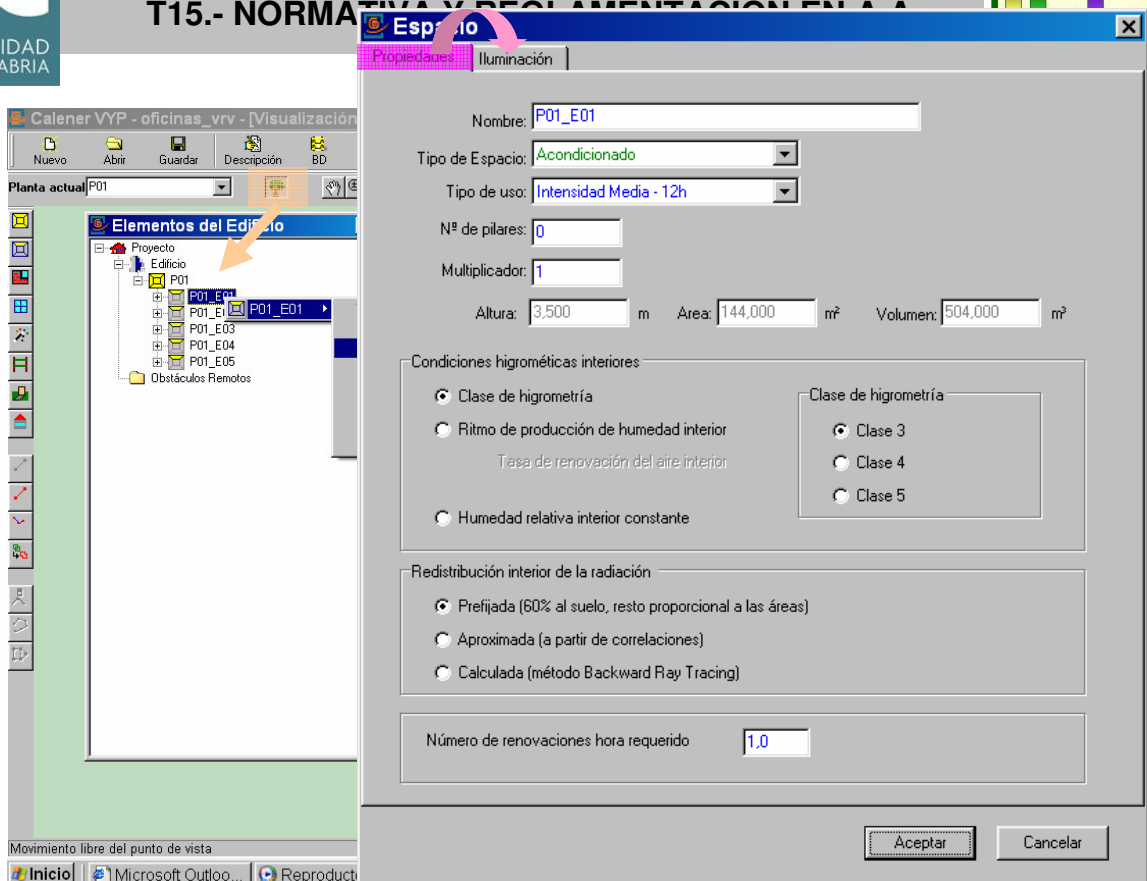 T15.- NORMATIVA Y REGLAMENTACION EN A.A.
IDAD
ABRIA
Calener VYP - oficinas_vrv - [Visualización
Nuevo Abrir Guardar Descripción BD
Planta actual P01
Elementos del Edificio
Proyecto
Edificio
P01
P01_E01
P01_E01
P01_E03
P01_E04
P01_E05
Obstáculos Remotos
Movimiento libre del punto de vista
Inicio Microsoft Outloo... Reproduct
Espacio
Propiedades Iluminación
Nombre: P01_E01
Tipo de Espacio: Acondicionado
Tipo de uso: Intensidad Media - 12h
Nº de pilares: 0
Multiplicador: 1
Altura: 3,500 m Area: 144,000 m² Volumen: 504,000 m³
Condiciones higrométicas interiores
Clase de higrometría
Ritmo de producción de humedad interior
Tasa de renovación del aire interior
Humedad relativa interior constante
Clase de higrometría
Clase 3
Clase 4
Clase 5
Redistribución interior de la radiación
Prefijada (60% al suelo, resto proporcional a las áreas)
Aproximada (a partir de correlaciones)
Calculada (método Backward Ray Tracing)
Número de renovaciones hora requerido 1,0
Aceptar Cancelar